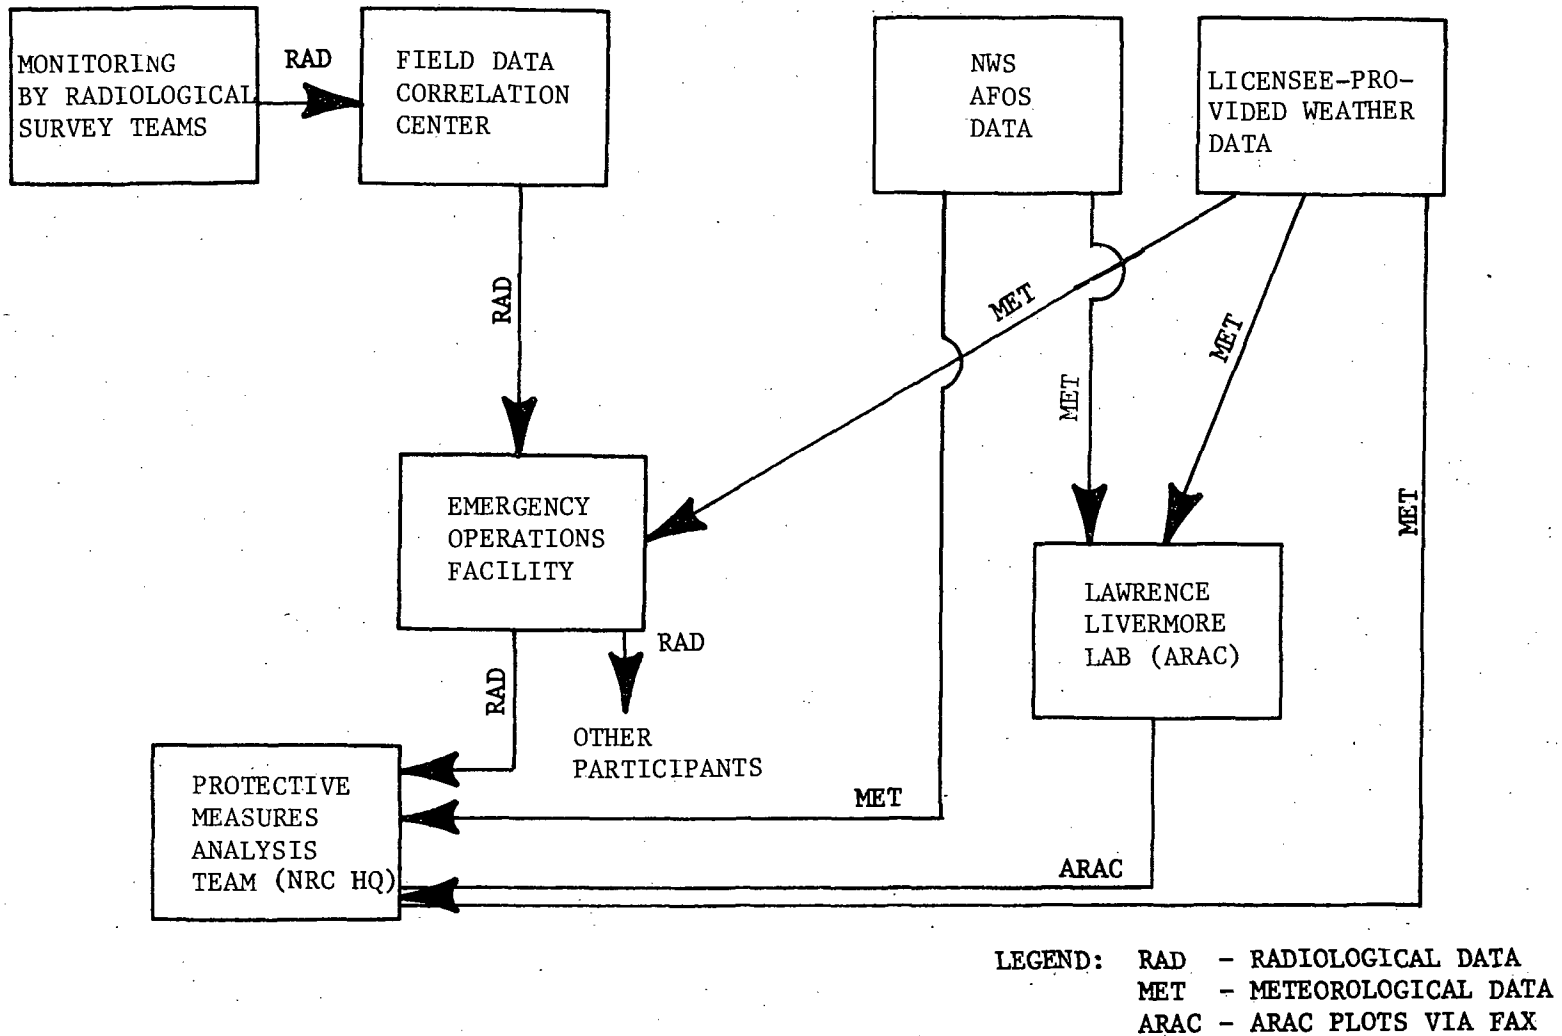 MONITORING
BY RADIOLOGICAL
SURVEY TEAMS
RAD
FIELD DATA
CORRELATION
CENTER
NWS
AFOS
DATA
LICENSEE-PRO-
VIDED WEATHER
DATA
RAD
MET
MET
MET
MET
EMERGENCY
OPERATIONS
FACILITY
LAWRENCE
LIVERMORE
LAB (ARAC)
RAD
RAD
OTHER
PARTICIPANTS
PROTECTIVE
MEASURES
ANALYSIS
TEAM (NRC HQ)
MET
ARAC
LEGEND: RAD - RADIOLOGICAL DATA
MET - METEOROLOGICAL DATA
ARAC - ARAC PLOTS VIA FAX